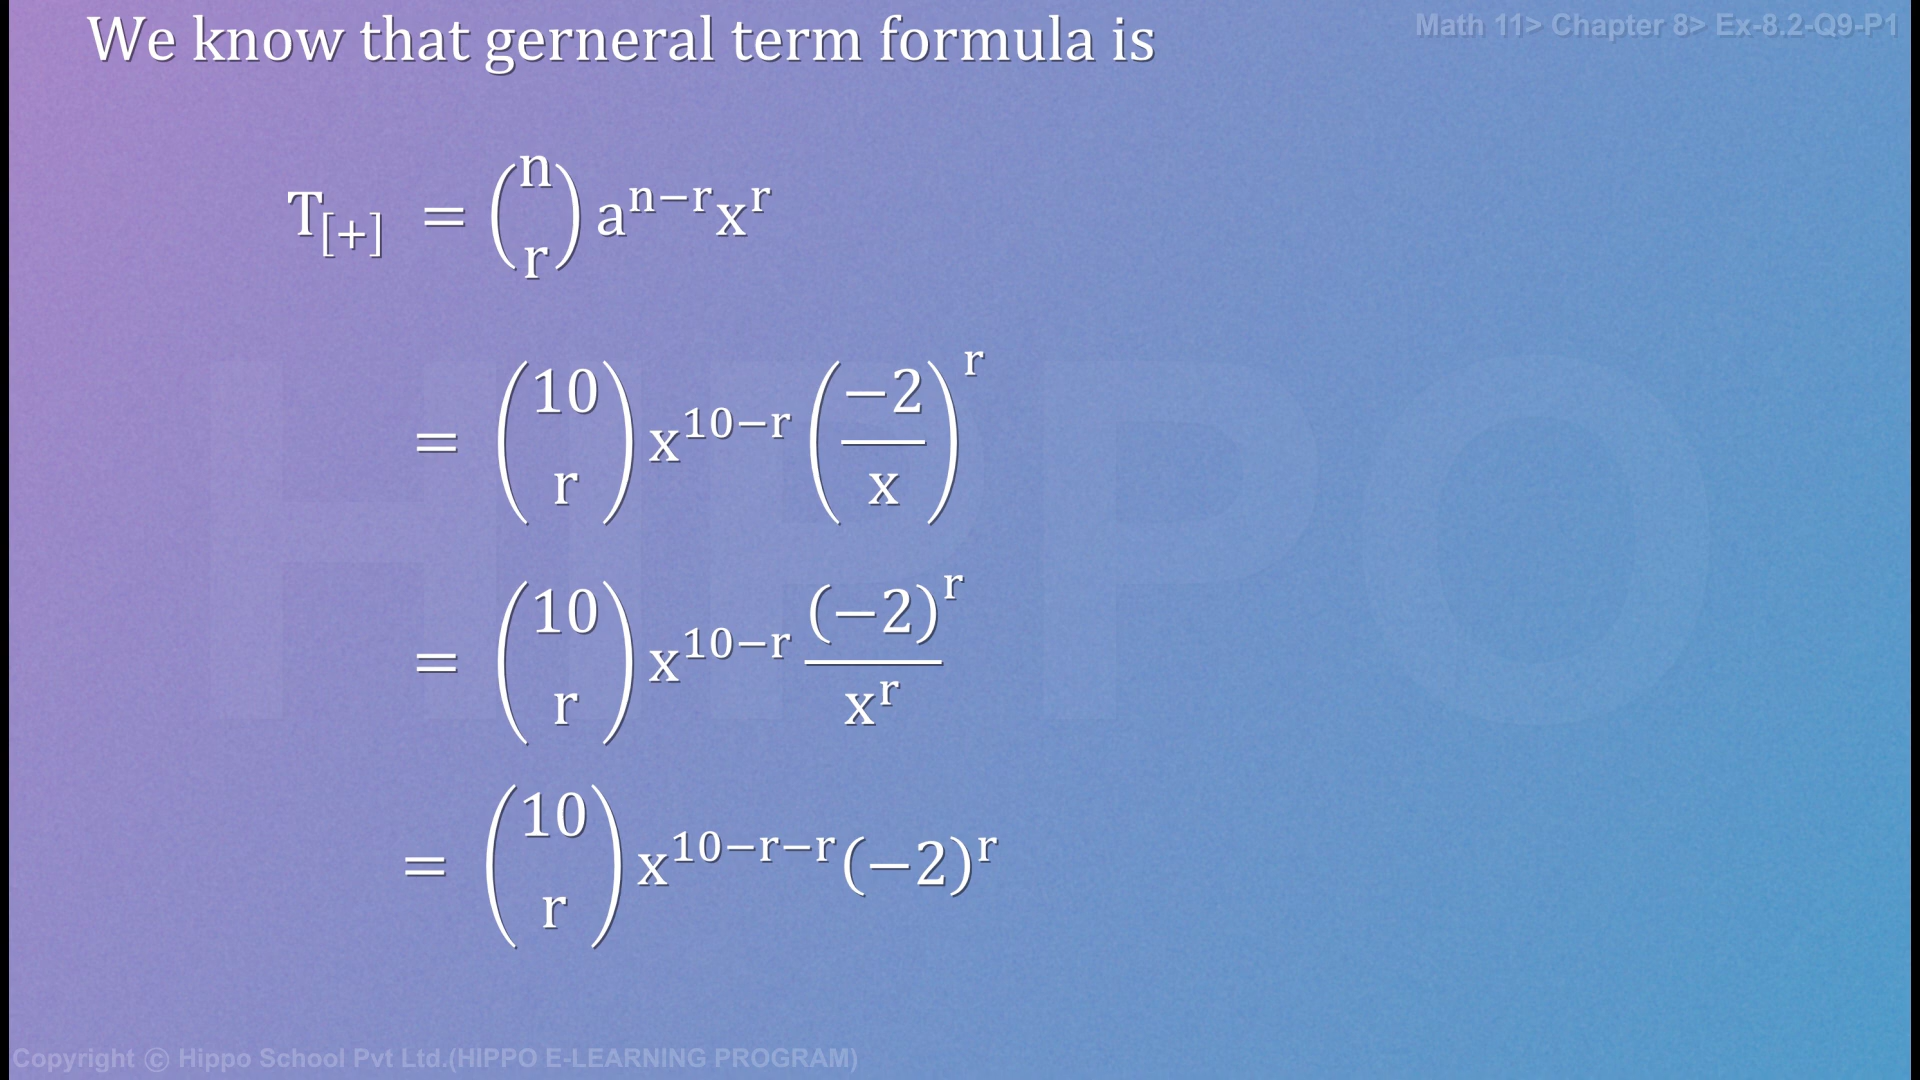 We know that gerneral term formula is
Math 11> Chapter 8> Ex-8.2-Q9-P1
T[+] = (n r) a^{n−r}x^{r}
= (10 r) x^{10−r} (−2/x)^{r}
= (10 r) x^{10−r} (−2)^{r}/x^{r}
= (10 r) x^{10−r−r}(−2)^{r}
HIPPO
Copyright © Hippo School Pvt Ltd.(HIPPO E-LEARNING PROGRAM)